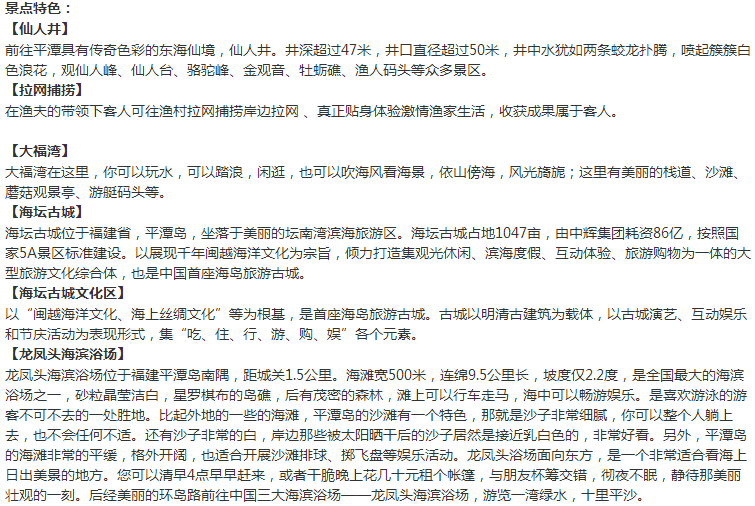 景点特色：
【仙人井】
前往平潭具有传奇色彩的东海仙境，仙人井。井深超过47米，井口直径超过50米，井中水犹如两条蛟龙扑腾，喷起簇簇白
色浪花，观仙人峰、仙人台、骆驼峰、金观音、牡蛎礁、渔人码头等众多景区。
【拉网捕捞】
在渔夫的带领下客人可往渔村拉网捕捞岸边拉网 、真正贴身体验激情渔家生活，收获成果属于客人。
【大福湾】
大福湾在这里，你可以玩水，可以踏浪，闲逛，也可以吹海风看海景，依山傍海，风光旖旎；这里有美丽的栈道、沙滩、
蘑菇观景亭、游艇码头等。
【海坛古城】
海坛古城位于福建省，平潭岛，坐落于美丽的坛南湾滨海旅游区。海坛古城占地1047亩，由中辉集团耗资86亿，按照国
家5A景区标准建设。以展现千年闽越海洋文化为宗旨，倾力打造集观光休闲、滨海度假、互动体验、旅游购物为一体的大
型旅游文化综合体，也是中国首座海岛旅游古城。
【海坛古城文化区】
以“闽越海洋文化、海上丝绸文化”等为根基，是首座海岛旅游古城。古城以明清古建筑为载体，以古城演艺、互动娱乐
和节庆活动为表现形式，集“吃、住、行、游、购、娱”各个元素。
【龙凤头海滨浴场】
龙凤头海滨浴场位于福建平潭岛南隅，距城关1.5公里。海滩宽500米，连绵9.5公里长，坡度仅2.2度，是全国最大的海滨
浴场之一，砂粒晶莹洁白，星罗棋布的岛礁，后有茂密的森林，滩上可以行车走马，海中可以畅游娱乐。是喜欢游泳的游
客不可不去的一处胜地。比起外地的一些的海滩，平潭岛的沙滩有一个特色，那就是沙子非常细腻，你可以整个人躺上
去，也不会任何不适。还有沙子非常的白，岸边那些被太阳晒干后的沙子居然是接近乳白色的，非常好看。另外，平潭岛
的海滩非常的平缓，格外开阔，也适合开展沙滩排球、掷飞盘等娱乐活动。龙凤头浴场面向东方，是一个非常适合看海上
日出美景的地方。您可以清早4点早早赶来，或者干脆晚上花几十元租个帐篷，与朋友杯筹交错，彻夜不眠，静待那美丽
壮观的一刻。后经美丽的环岛路前往中国三大海滨浴场——龙凤头海滨浴场，游览一湾绿水，十里平沙。